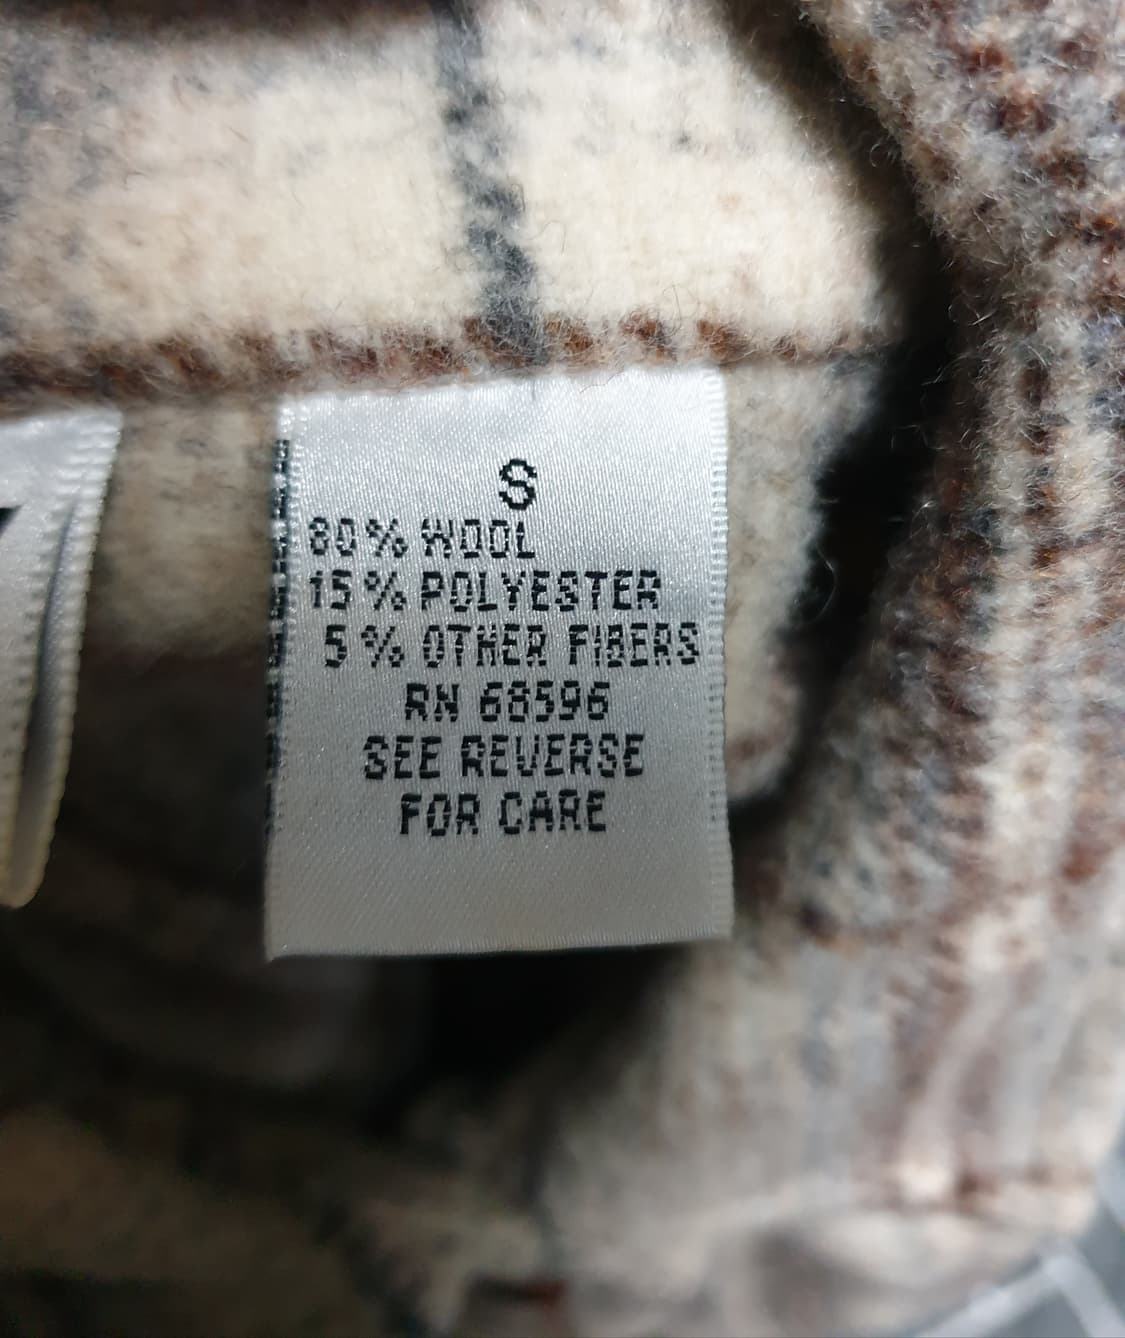 S
80% WOOL
15% POLYESTER
5% OTHER FIBERS
RN 68596
SEE REVERSE
FOR CARE